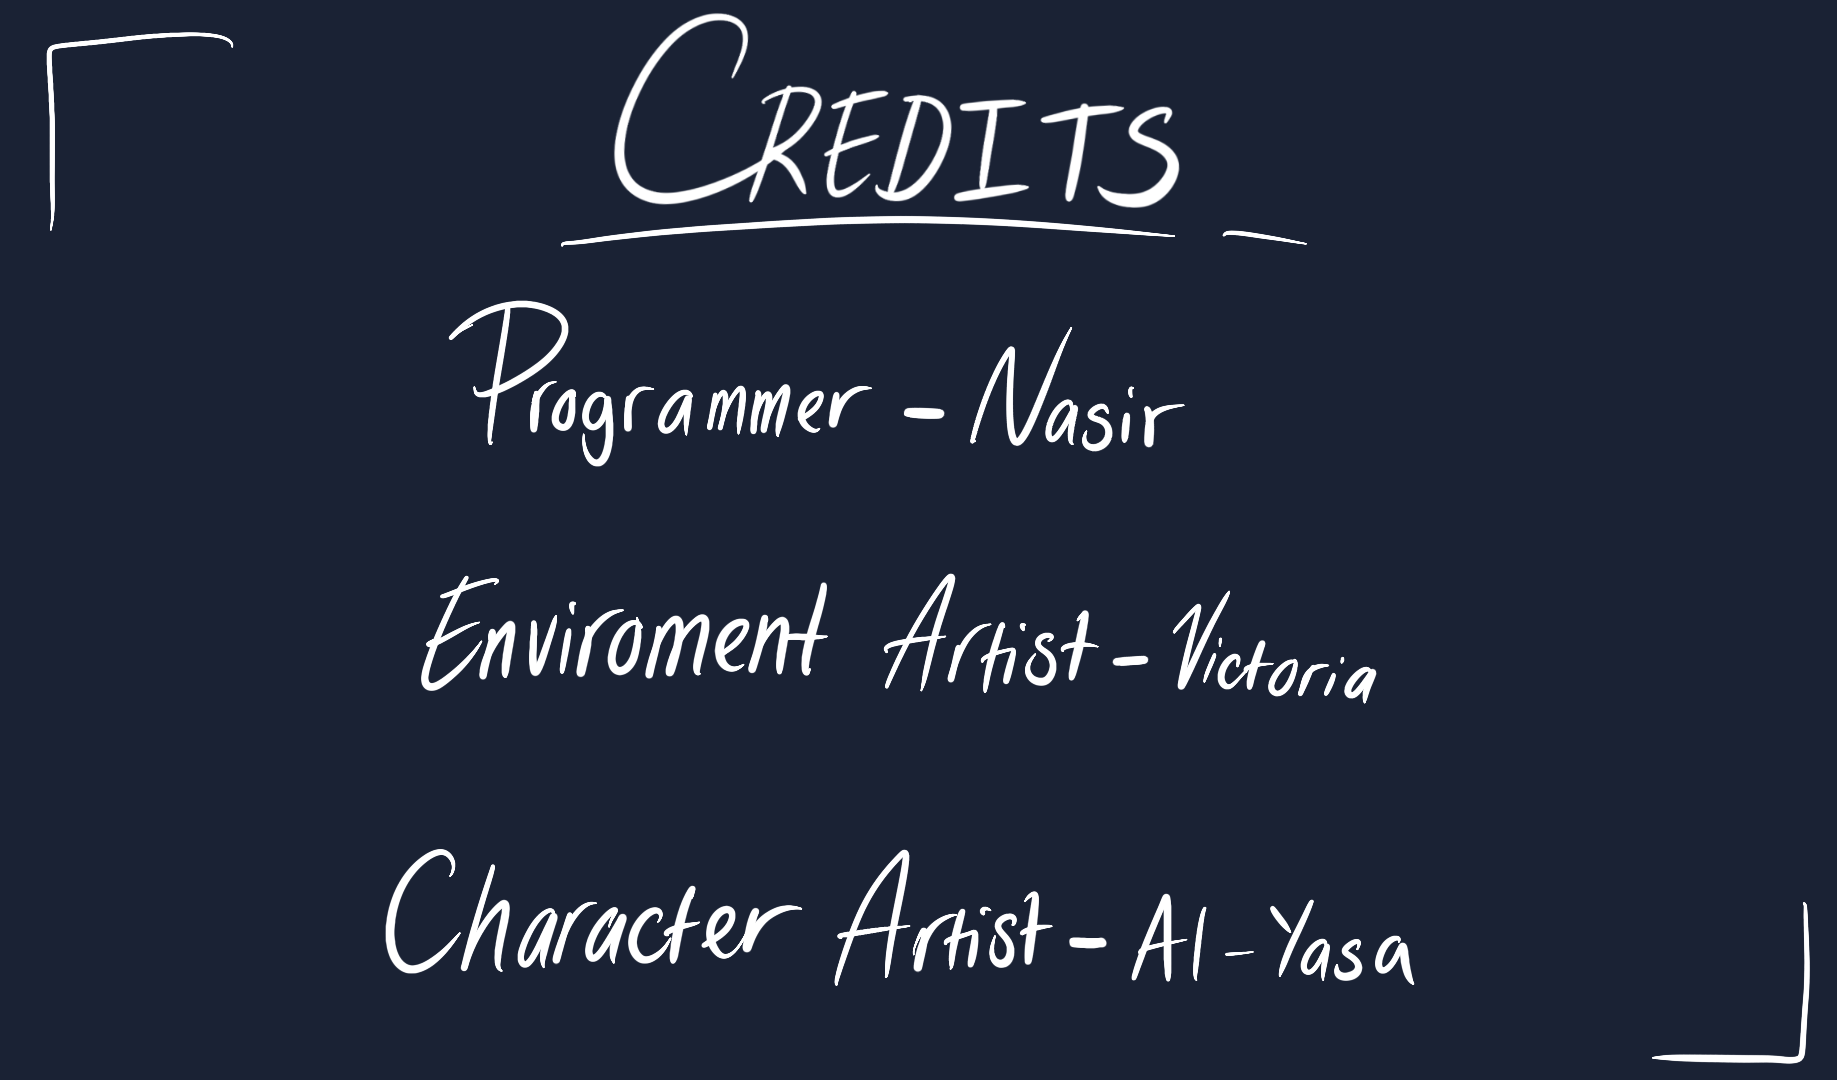 CREDITS
Programmer - Nasir
Enviroment Artist - Victoria
Character Artist - Al-Yasa